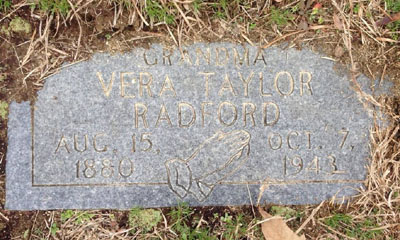 GRANDMA
VERA TAYLOR
RADFORD
AUG. 15, OCT. 7,
1880 1943